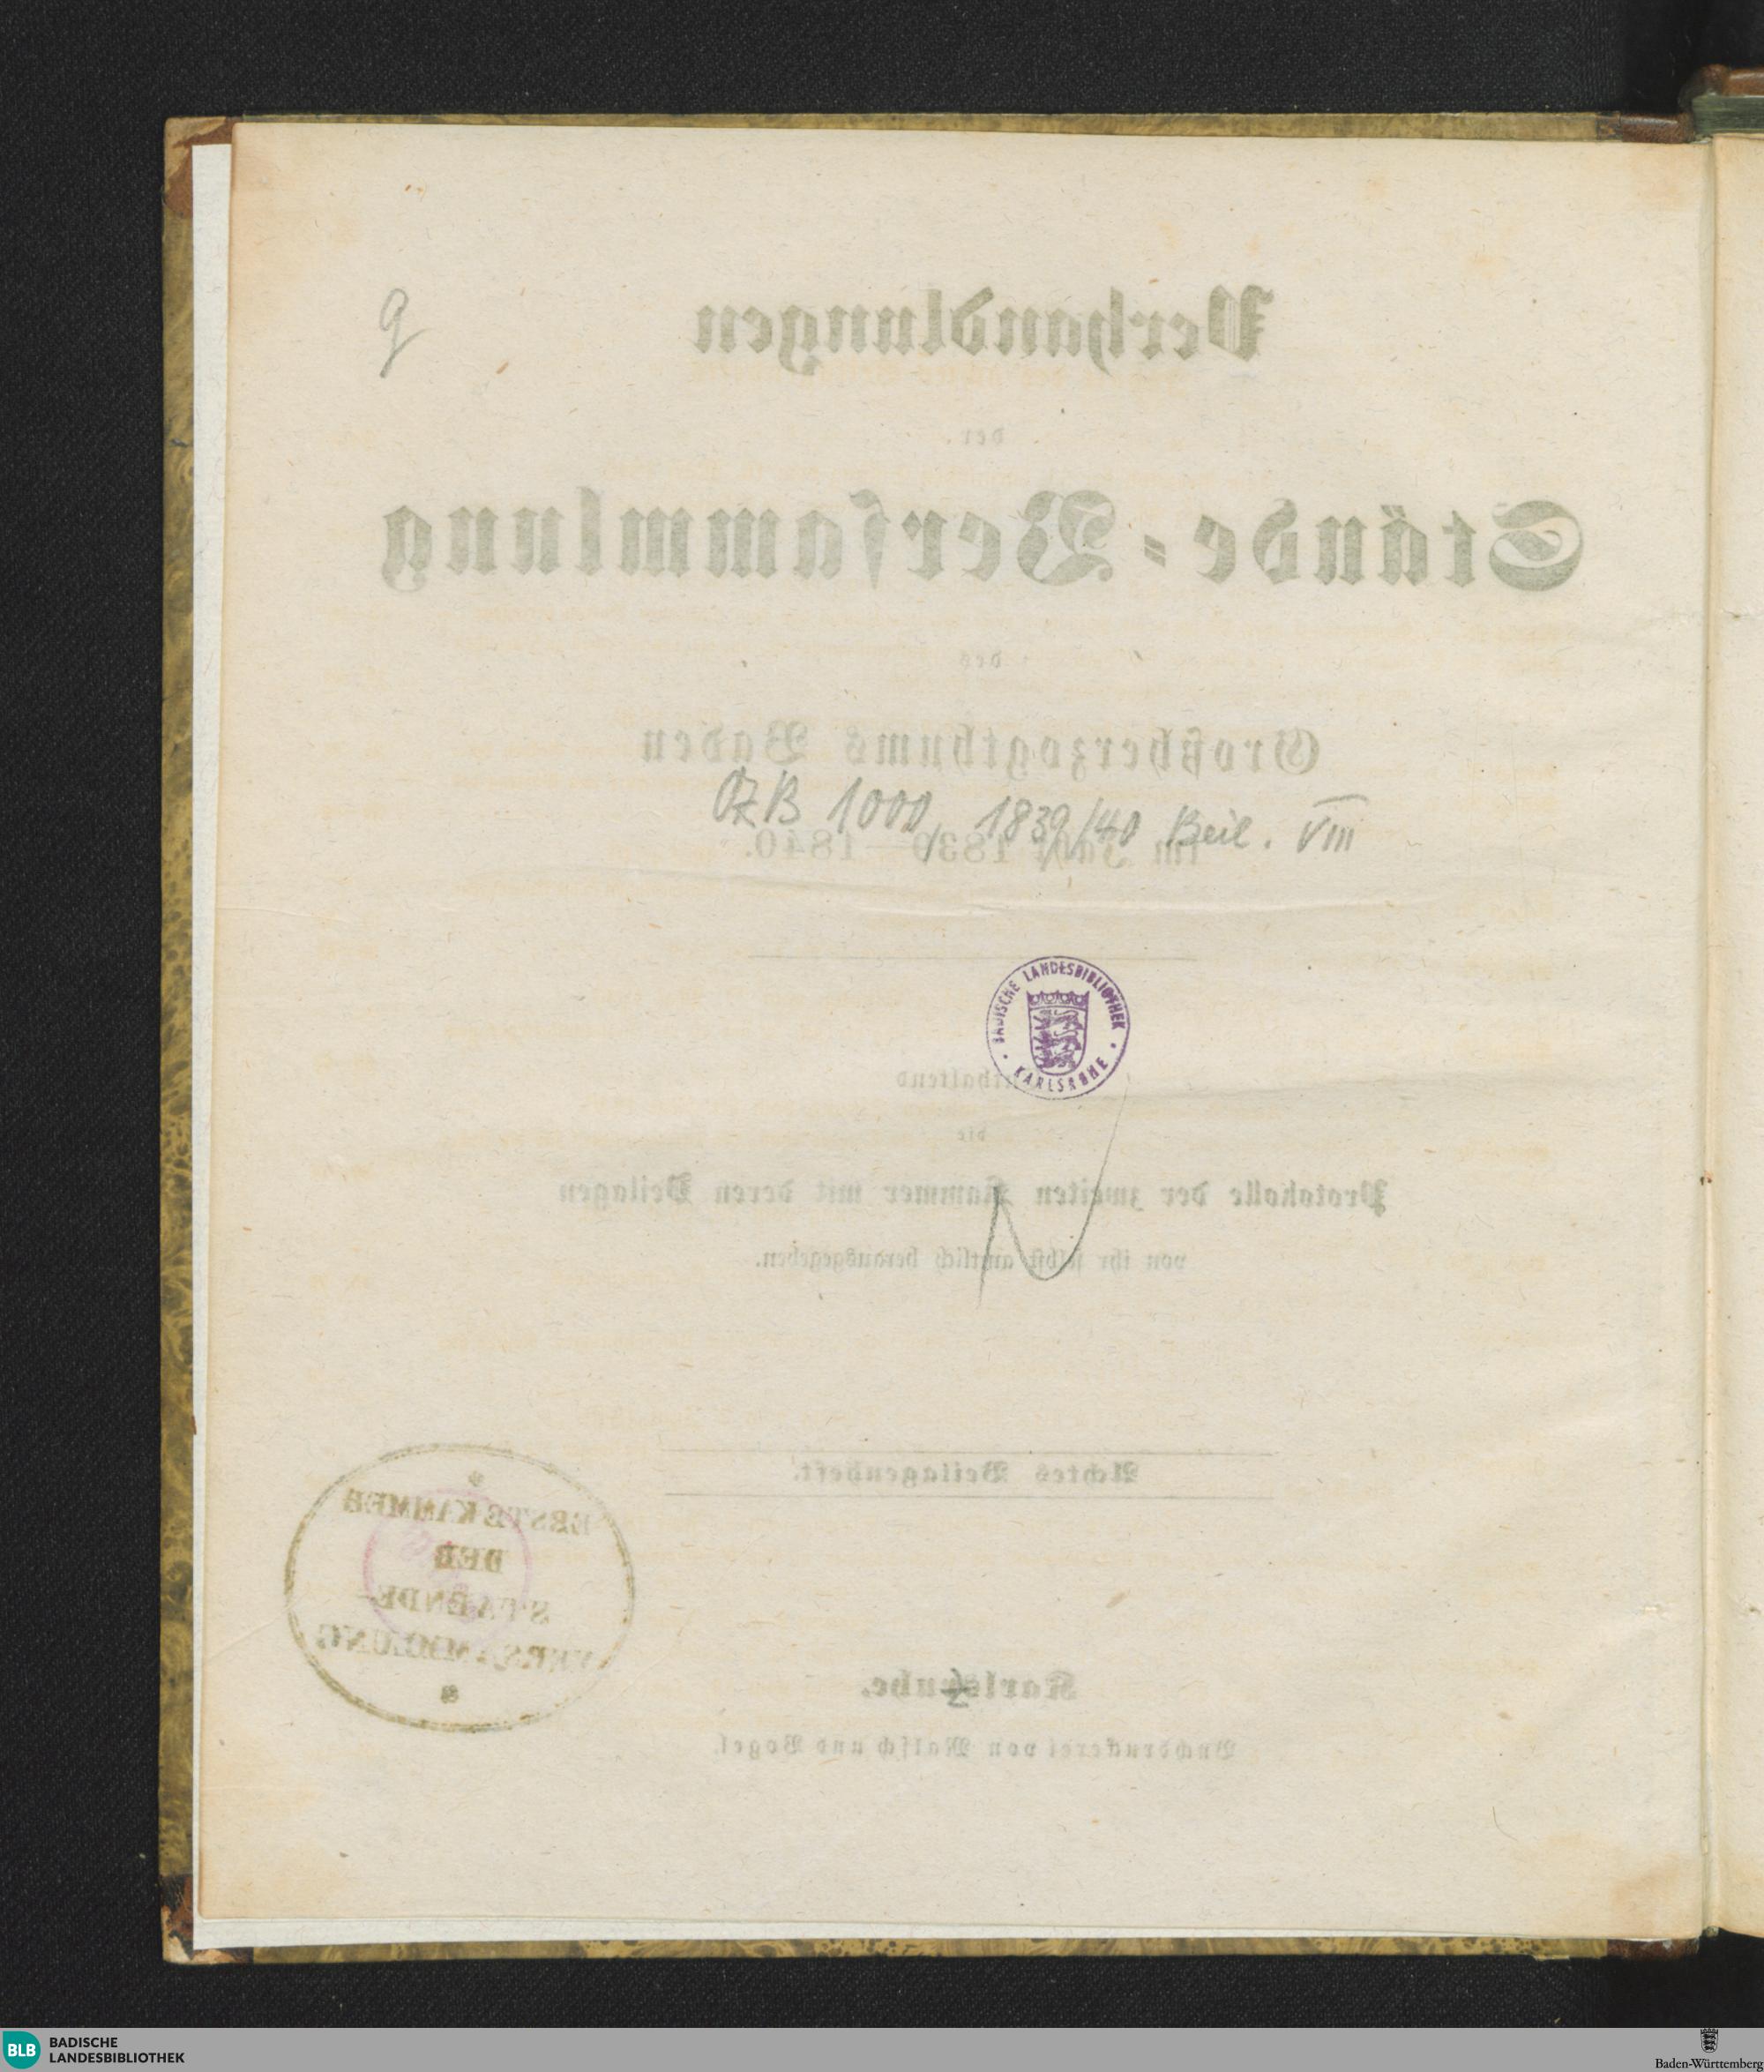 g
Verhandlungen
der
Stände-Versammlung
des
Großherzogthums Baden
OZB 1000, 1839/40 Beil. VIII
im Jahr 1839—1840.
BADISCHE LANDESBIBLIOTHEK
KARLSRUHE
enthaltend
die
Protokolle der zweiten Kammer mit deren Beilagen
von ihr selbst amtlich herausgegeben.
Achtes Beilagenheft.
ERSTE KAMMER
DER
STAENDE
VERSAMMLUNG
Karlsruhe.
Buchdruckerei von Malsch und Vogel.
BLB BADISCHE
LANDESBIBLIOTHEK
Baden-Württemberg